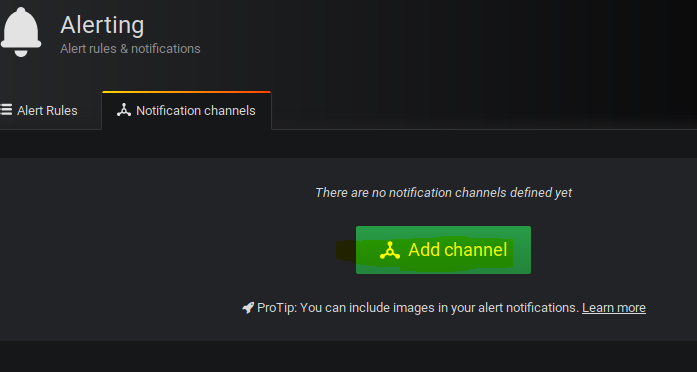 Alerting
Alert rules & notifications
Alert Rules
Notification channels
There are no notification channels defined yet
Add channel
ProTip: You can include images in your alert notifications. Learn more